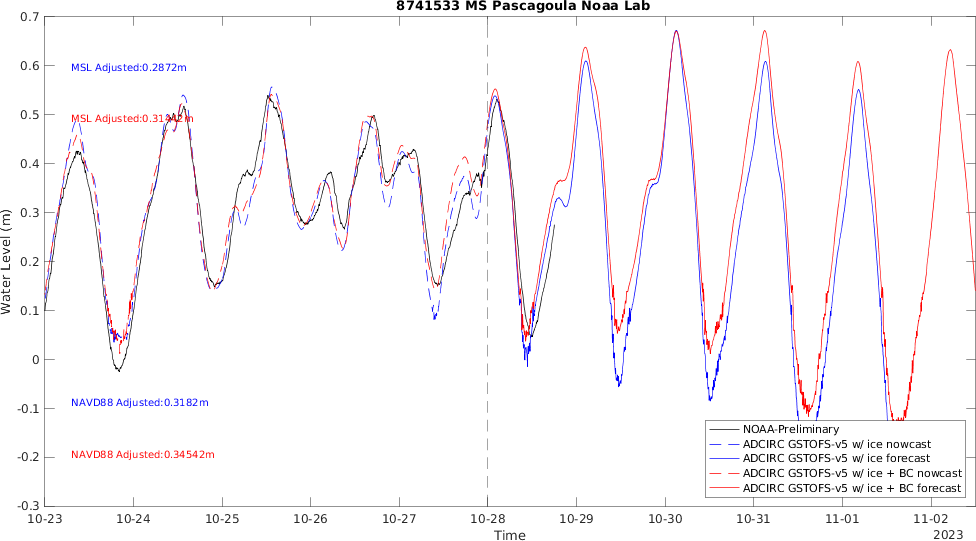 8741533 MS Pascagoula Noaa Lab
0.7
0.6
0.5
0.4
0.3
0.2
0.1
0
-0.1
-0.2
-0.3
Water Level (m)
MSL Adjusted:0.2872m
NAVD88 Adjusted:0.3182m
NAVD88 Adjusted:0.34542m
NOAA-Preliminary
ADCIRC GSTOFS-v5 w/ ice nowcast
ADCIRC GSTOFS-v5 w/ ice forecast
ADCIRC GSTOFS-v5 w/ ice + BC nowcast
ADCIRC GSTOFS-v5 w/ ice + BC forecast
10-23
10-24
10-25
10-26
10-27
10-28
10-29
10-30
10-31
11-01
11-02
Time
2023
MSL Adjusted: